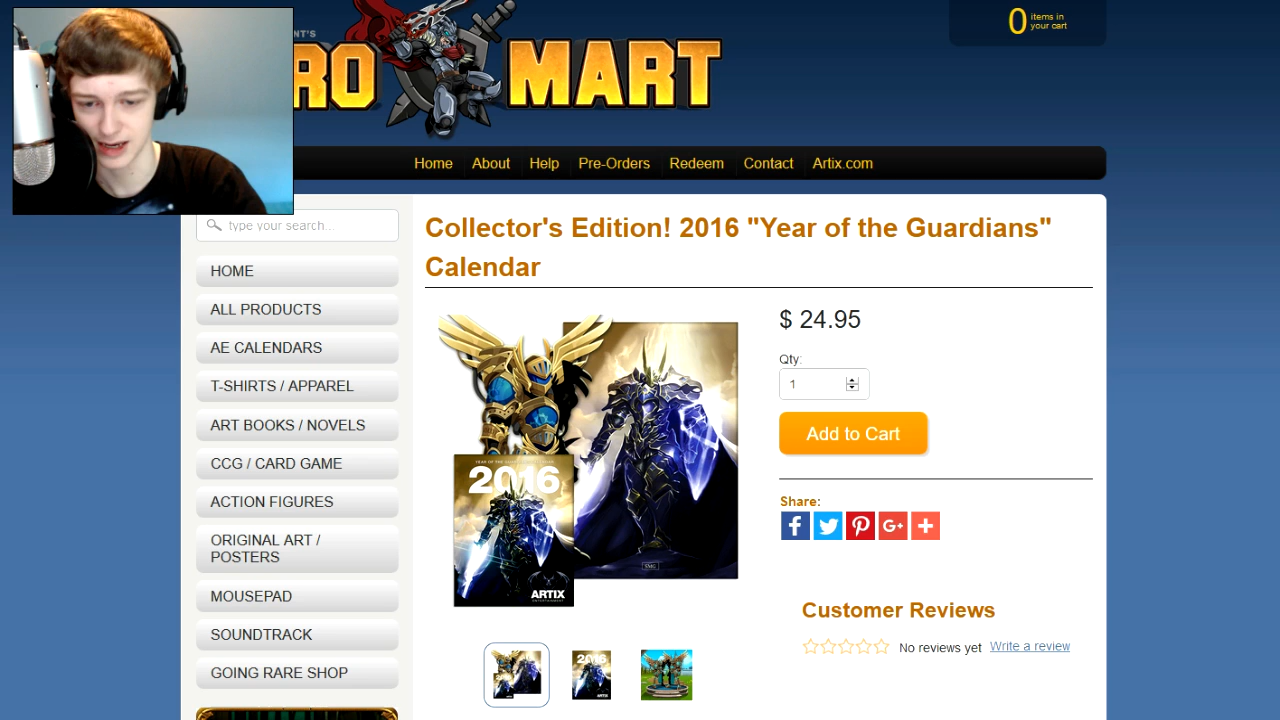 NT'S
RO MART
0 items in
your cart
Home About Help Pre-Orders Redeem Contact Artix.com
type your search...
HOME
ALL PRODUCTS
AE CALENDARS
T-SHIRTS / APPAREL
ART BOOKS / NOVELS
CCG / CARD GAME
ACTION FIGURES
ORIGINAL ART /
POSTERS
MOUSEPAD
SOUNDTRACK
GOING RARE SHOP
Collector's Edition! 2016 "Year of the Guardians"
Calendar
2016
ARTIX
$ 24.95
Qty:
1
Add to Cart
Share:
Customer Reviews
No reviews yet Write a review